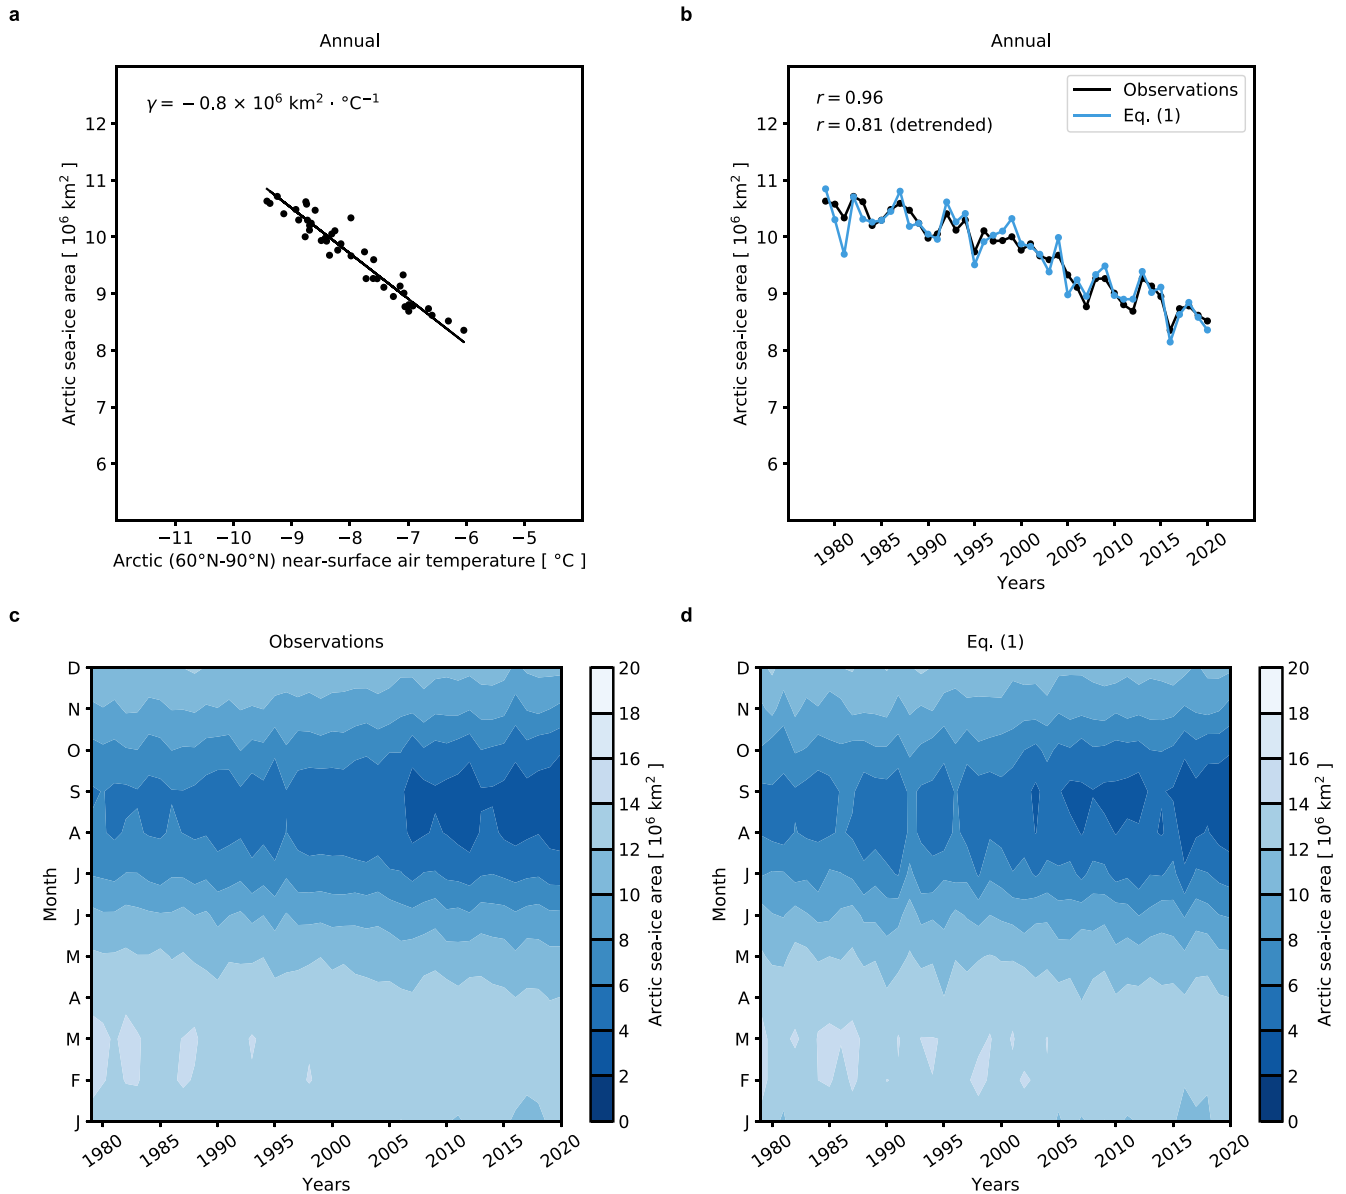 a
Annual
γ = − 0.8 × 10⁶ km² · °C⁻¹
12
11
10
9
8
7
6
Arctic sea-ice area [ 10⁶ km² ]
−11 −10 −9 −8 −7 −6 −5
Arctic (60°N-90°N) near-surface air temperature [ °C ]
b
Annual
r = 0.96
r = 0.81 (detrended)
Observations
Eq. (1)
12
11
10
9
8
7
6
Arctic sea-ice area [ 10⁶ km² ]
1980 1985 1990 1995 2000 2005 2010 2015 2020
Years
c
Observations
D
N
O
S
A
J
J
M
A
M
F
J
Month
1980 1985 1990 1995 2000 2005 2010 2015 2020
Years
20
18
16
14
12
10
8
6
4
2
0
Arctic sea-ice area [ 10⁶ km² ]
d
Eq. (1)
D
N
O
S
A
J
J
M
A
M
F
J
Month
1980 1985 1990 1995 2000 2005 2010 2015 2020
Years
20
18
16
14
12
10
8
6
4
2
0
Arctic sea-ice area [ 10⁶ km² ]